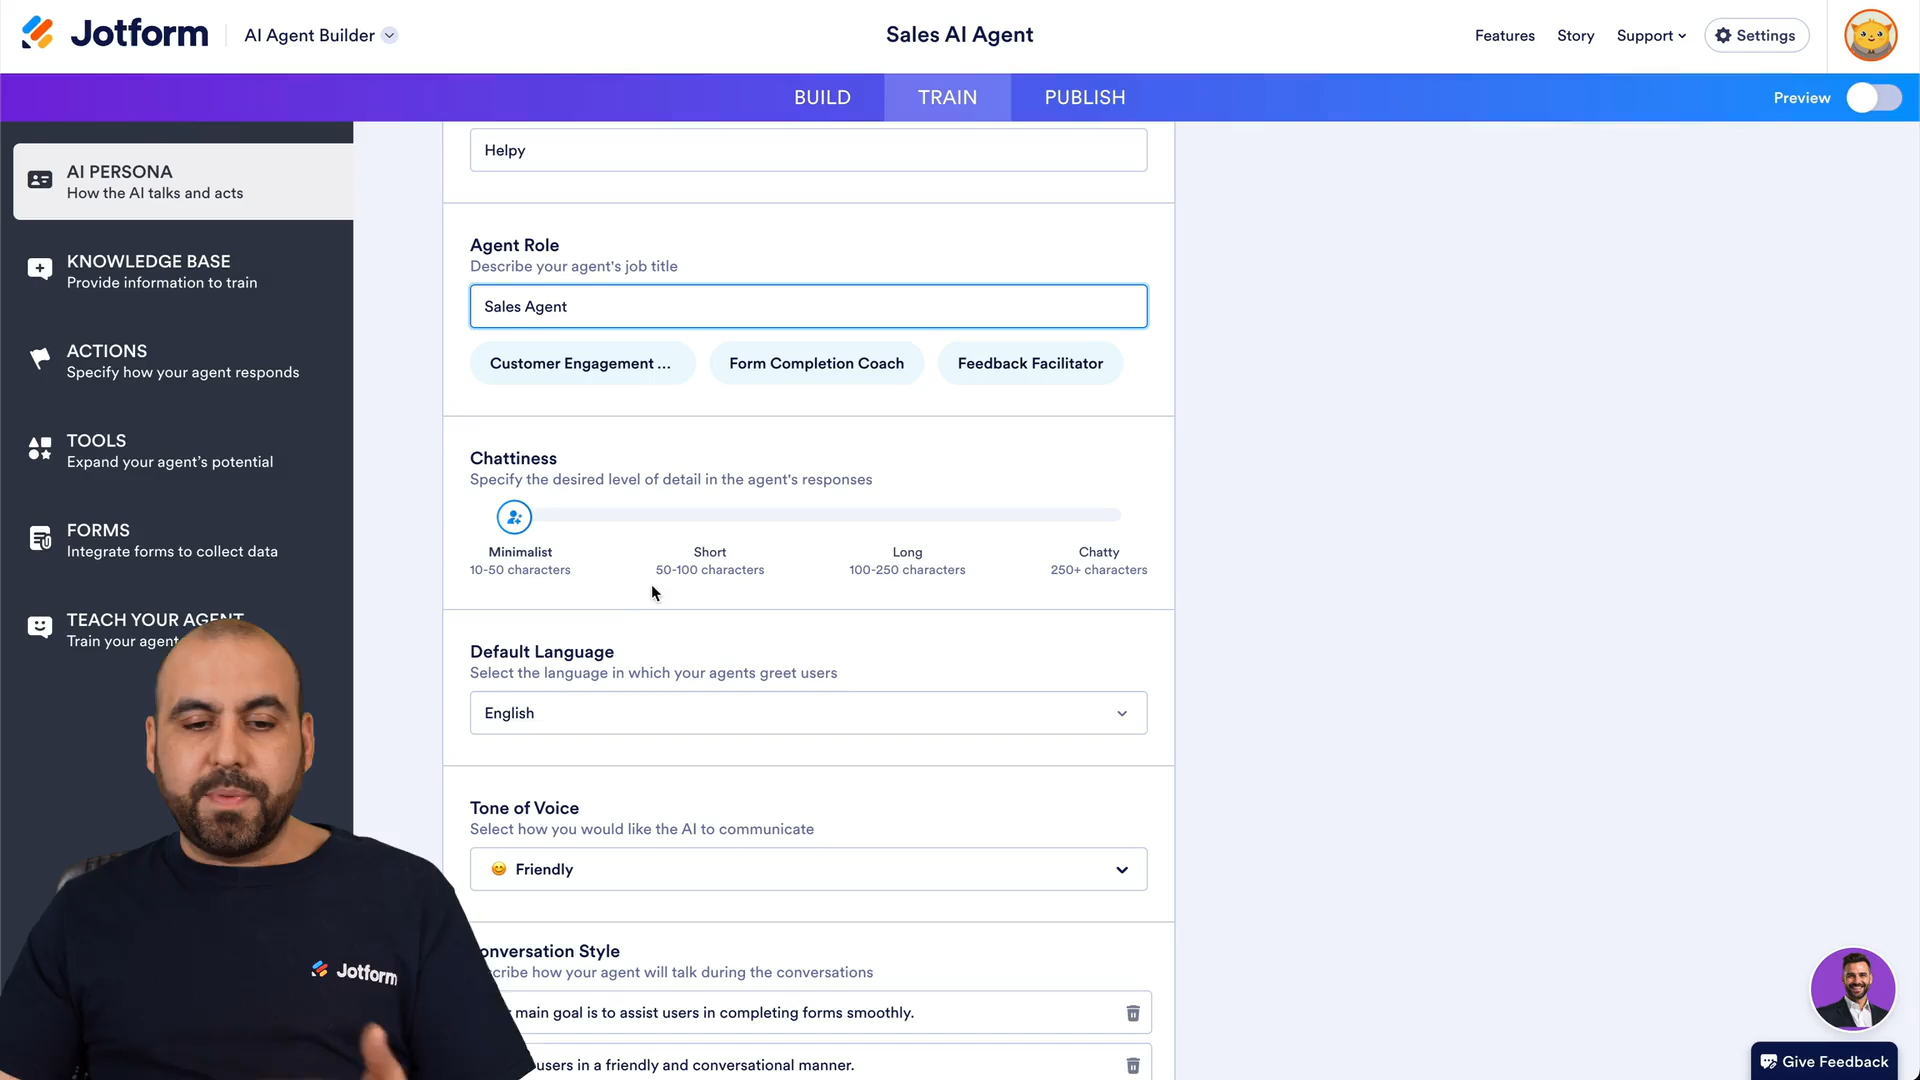 Jotform
AI Agent Builder
Sales AI Agent
Features
Story
Support
Settings
BUILD
TRAIN
PUBLISH
Preview
AI PERSONA
How the AI talks and acts
KNOWLEDGE BASE
Provide information to train
ACTIONS
Specify how your agent responds
TOOLS
Expand your agent's potential
FORMS
Integrate forms to collect data
TEACH YOUR AGENT
Train your agent
Helpy
Agent Role
Describe your agent's job title
Sales Agent
Customer Engagement ...
Form Completion Coach
Feedback Facilitator
Chattiness
Specify the desired level of detail in the agent's responses
Minimalist
10-50 characters
Short
50-100 characters
Long
100-250 characters
Chatty
250+ characters
Default Language
Select the language in which your agents greet users
English
Tone of Voice
Select how you would like the AI to communicate
😊 Friendly
onversation Style
cribe how your agent will talk during the conversations
main goal is to assist users in completing forms smoothly.
users in a friendly and conversational manner.
Jotform
Give Feedback